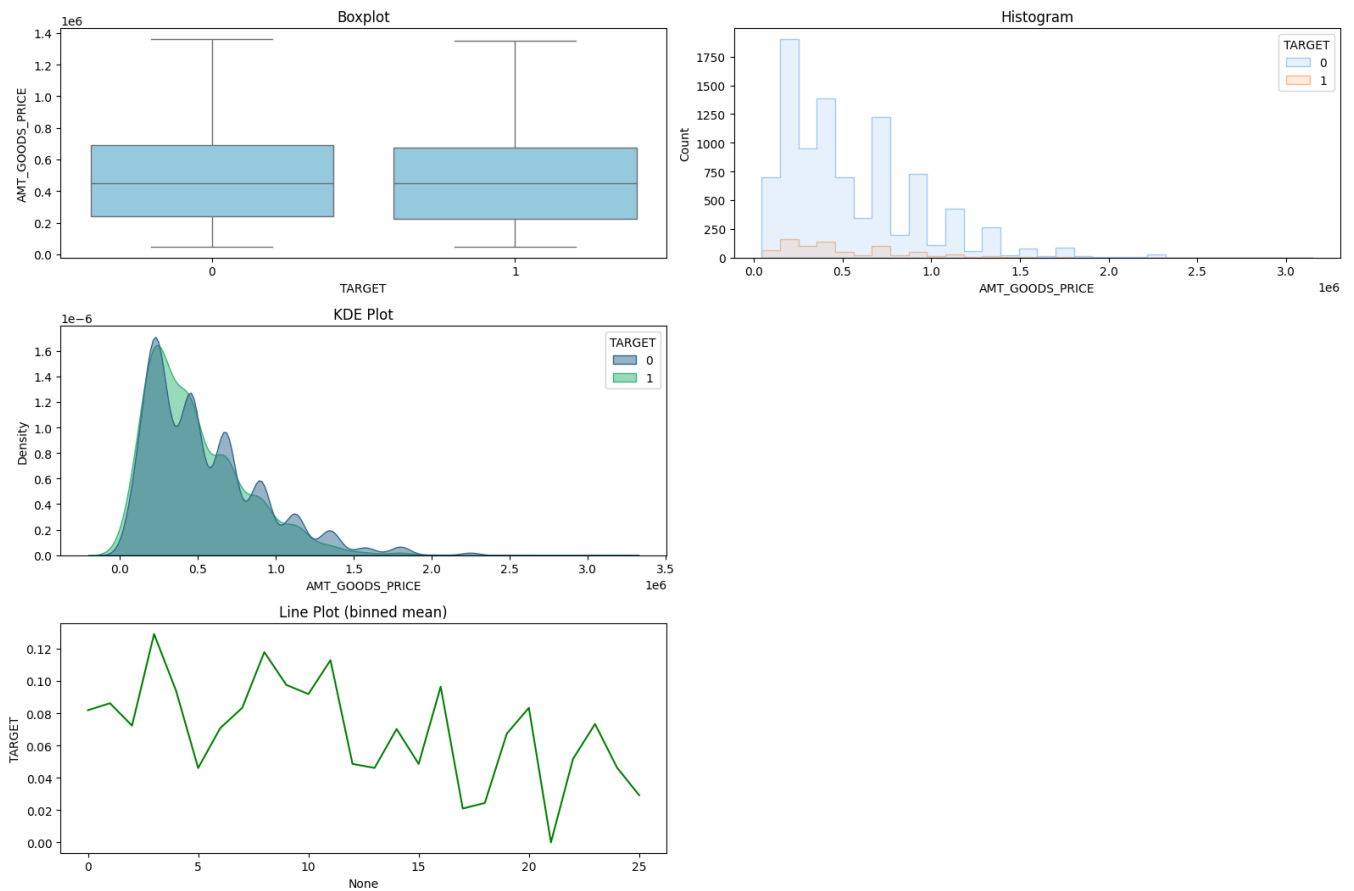 Boxplot
1e6
1.4
1.2
1.0
0.8
0.6
0.4
0.2
0.0
AMT_GOODS_PRICE
0 1
TARGET
Histogram
1750
1500
1250
1000
750
500
250
0
Count
TARGET
0
1
0.0 0.5 1.0 1.5 2.0 2.5 3.0
1e6
AMT_GOODS_PRICE
KDE Plot
1e−6
1.6
1.4
1.2
1.0
0.8
0.6
0.4
0.2
0.0
Density
TARGET
0
1
0.0 0.5 1.0 1.5 2.0 2.5 3.0 3.5
1e6
AMT_GOODS_PRICE
Line Plot (binned mean)
0.12
0.10
0.08
0.06
0.04
0.02
0.00
TARGET
0 5 10 15 20 25
None